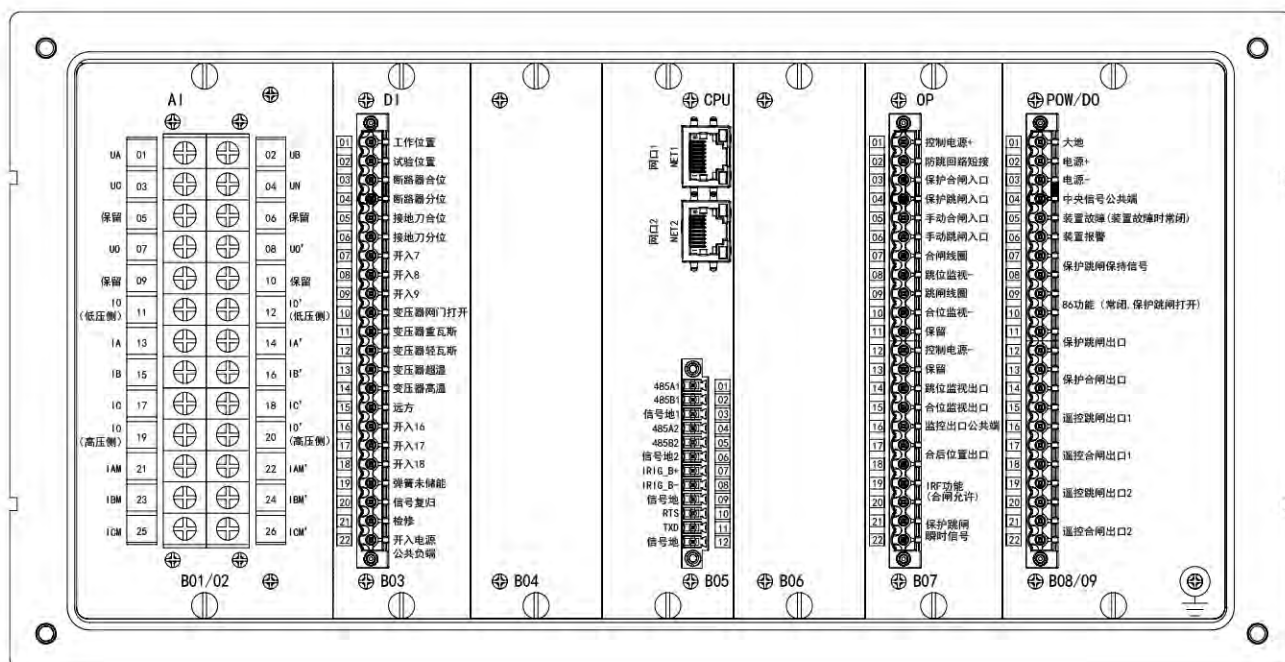 AI
UA 01 02 UB
UC 03 04 UN
保留 05 06 保留
U0 07 08 U0'
保留 09 10 保留
I0 (低压侧) 11 12 I0' (低压侧)
IA 13 14 IA'
IB 15 16 IB'
IC 17 18 IC'
I0 (高压侧) 19 20 I0' (高压侧)
IAM 21 22 IAM'
IBM 23 24 IBM'
ICM 25 26 ICM'
B01/02
DI
01 工作位置
02 试验位置
03 断路器合位
04 断路器分位
05 接地刀合位
06 接地刀分位
07 开入7
08 开入8
09 开入9
10 变压器网门打开
11 变压器重瓦斯
12 变压器轻瓦斯
13 变压器超温
14 变压器高温
15 远方
16 开入16
17 开入17
18 开入18
19 弹簧未储能
20 信号复归
21 检修
22 开入电源
公共负端
B03
B04
CPU
网口1 NET1
网口2 NET2
485A1 01
485B1 02
信号地1 03
485A2 04
485B2 05
信号地2 06
IRIG_B+ 07
IRIG_B- 08
信号地 09
RTS 10
TXD 11
信号地 12
B05
B06
OP
01 控制电源+
02 防跳回路短接
03 保护合闸入口
04 保护跳闸入口
05 手动合闸入口
06 手动跳闸入口
07 合闸线圈
08 跳位监视-
09 跳闸线圈
10 合位监视-
11 保留
12 控制电源-
13 保留
14 跳位监视出口
15 合位监视出口
16 监控出口公共端
17
18
合后位置出口
19
20
IRF功能
(合闸允许)
21
22
保护跳闸
瞬时信号
B07
POW/DO
01 大地
02 电源+
03 电源-
04 中央信号公共端
05 装置故障(装置故障时常闭)
06 装置报警
07
08
保护跳闸保持信号
09
10
86功能 (常闭,保护跳闸打开)
11
12
保护跳闸出口
13
14
保护合闸出口
15
16
遥控跳闸出口1
17
18
遥控合闸出口1
19
20
遥控跳闸出口2
21
22
遥控合闸出口2
B08/09